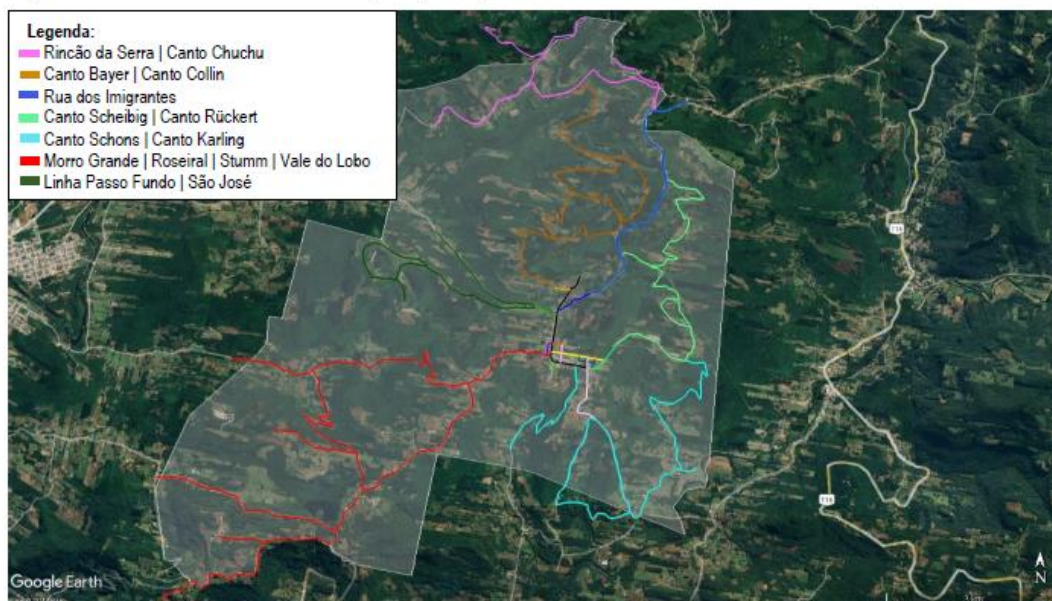 Legenda:
Rincão da Serra | Canto Chuchu
Canto Bayer | Canto Collin
Rua dos Imigrantes
Canto Scheibig | Canto Rückert
Canto Schons | Canto Karling
Morro Grande | Roseiral | Stumm | Vale do Lobo
Linha Passo Fundo | São José
116
116
Google Earth
N